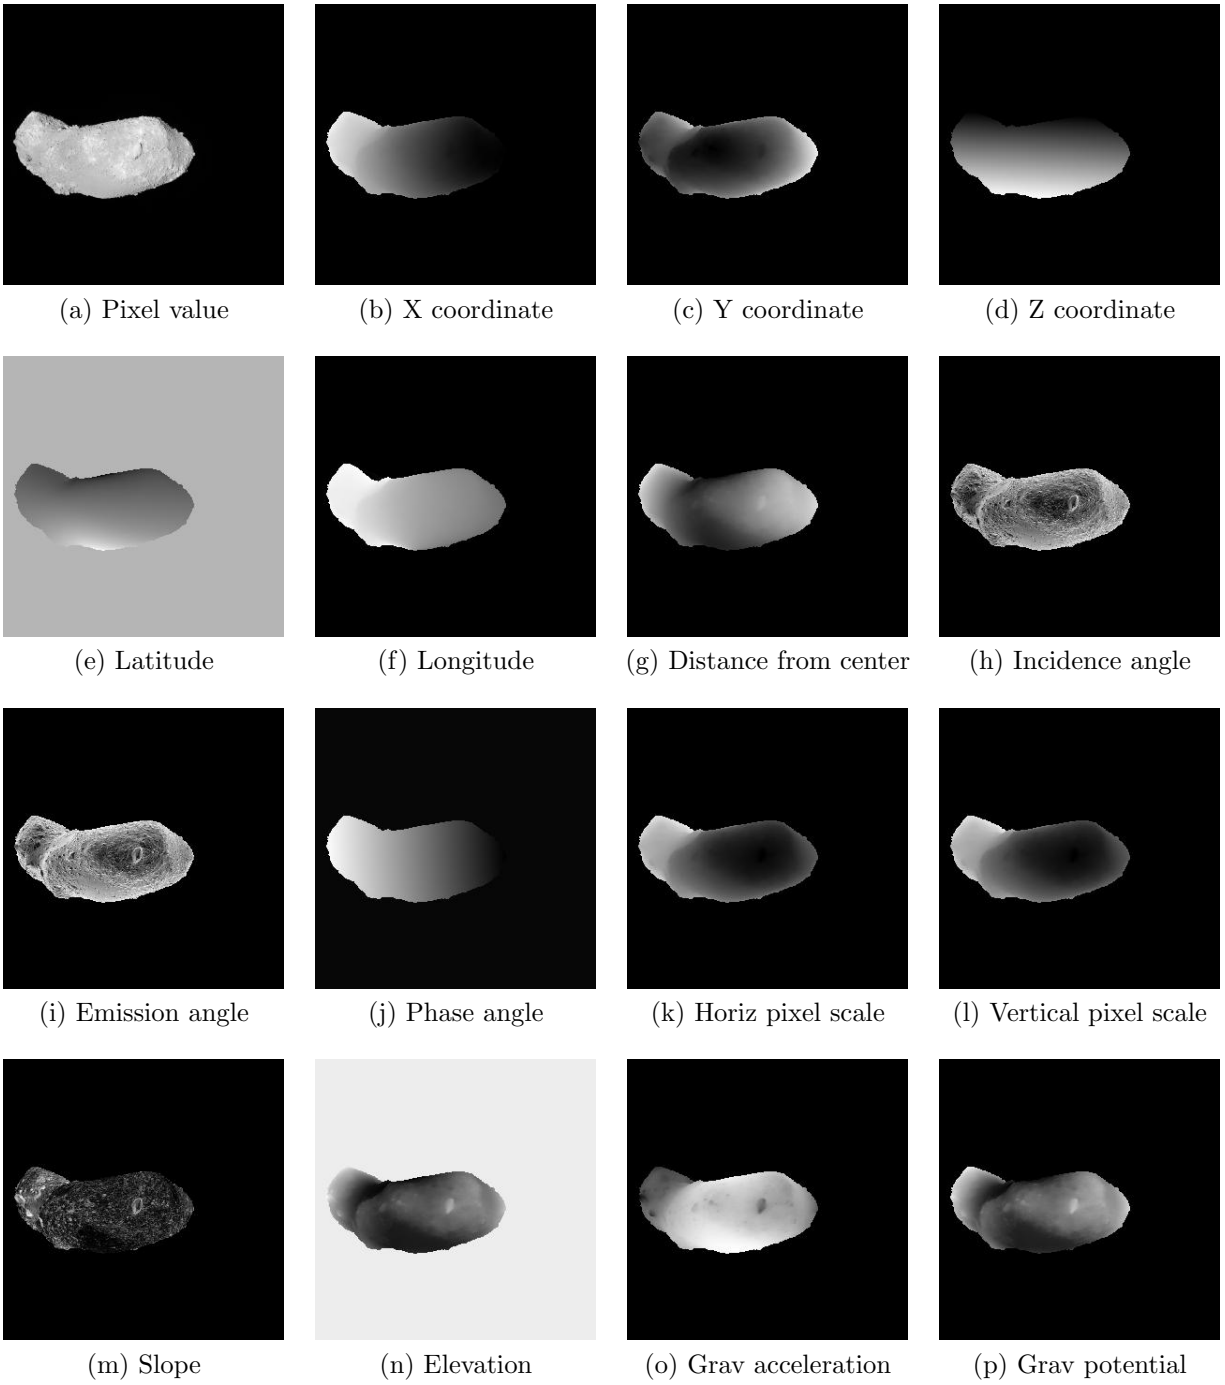 (a) Pixel value
(b) X coordinate
(c) Y coordinate
(d) Z coordinate
(e) Latitude
(f) Longitude
(g) Distance from center
(h) Incidence angle
(i) Emission angle
(j) Phase angle
(k) Horiz pixel scale
(l) Vertical pixel scale
(m) Slope
(n) Elevation
(o) Grav acceleration
(p) Grav potential